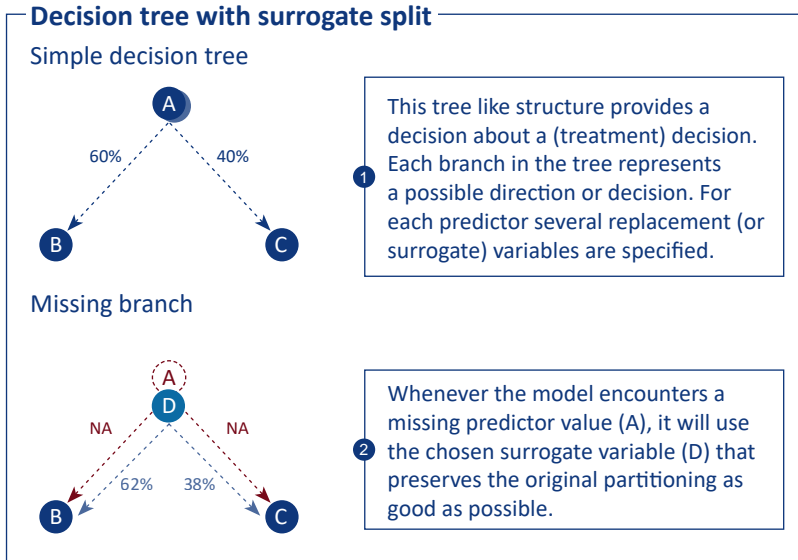 Decision tree with surrogate split
Simple decision tree
A
60%
40%
B
C
1
This tree like structure provides a
decision about a (treatment) decision.
Each branch in the tree represents
a possible direction or decision. For
each predictor several replacement (or
surrogate) variables are specified.
Missing branch
A
D
NA
NA
62%
38%
B
C
2
Whenever the model encounters a
missing predictor value (A), it will use
the chosen surrogate variable (D) that
preserves the original partitioning as
good as possible.